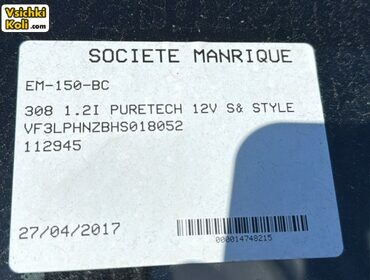 Vsichki
Koli .com
SOCIETE MANRIQUE
EM-150-BC
308 1.2I PURETECH 12V S& STYLE
VF3LPHNZBHS018052
112945
27/04/2017
000014748215